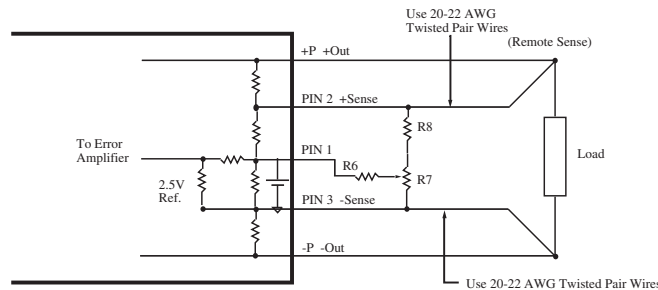 Use 20-22 AWG
Twisted Pair Wires
(Remote Sense)
+P +Out
PIN 2 +Sense
R8
To Error
Amplifier
PIN 1
R6
R7
Load
2.5V
Ref.
PIN 3 -Sense
-P -Out
Use 20-22 AWG Twisted Pair Wires